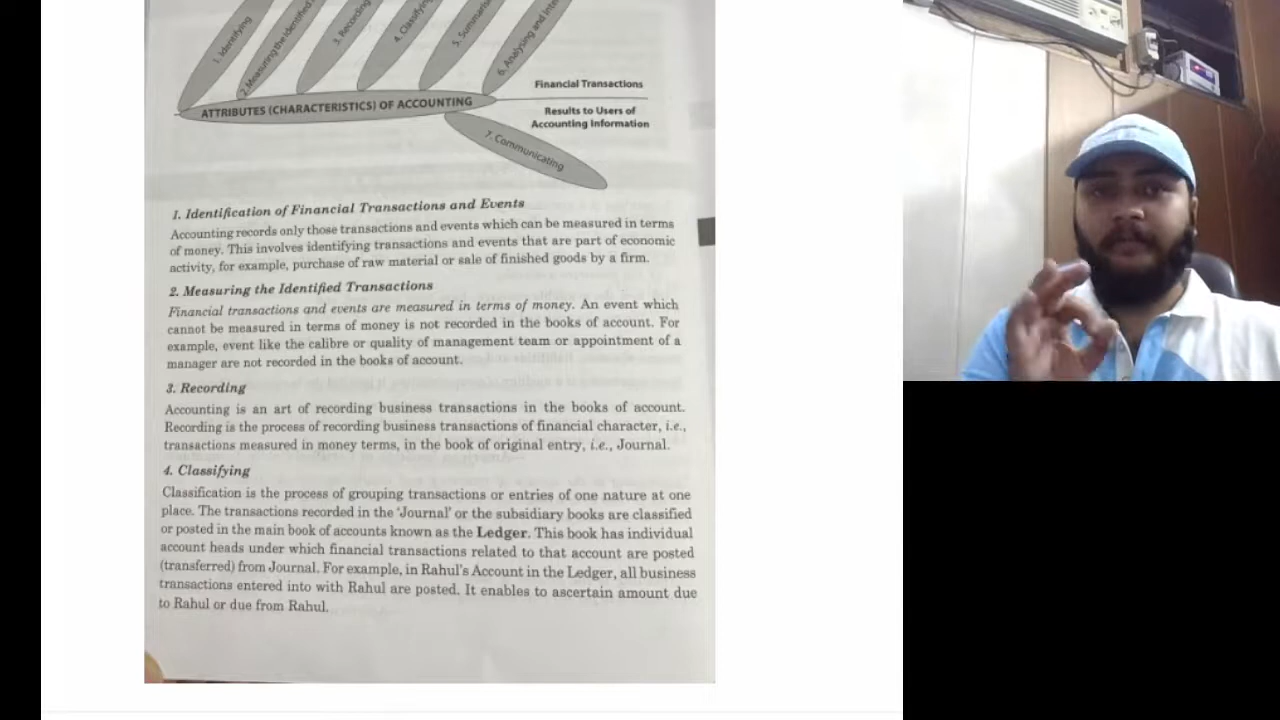 1. Identifying
2. Measuring the Identified
3. Recording
4. Classifying
5. Summaris
6. Analysing and Inte
Financial Transactions
ATTRIBUTES (CHARACTERISTICS) OF ACCOUNTING
Results to Users of
Accounting Information
7. Communicating
1. Identification of Financial Transactions and Events
Accounting records only those transactions and events which can be measured in terms
of money. This involves identifying transactions and events that are part of economic
activity, for example, purchase of raw material or sale of finished goods by a firm.
2. Measuring the Identified Transactions
Financial transactions and events are measured in terms of money. An event which
cannot be measured in terms of money is not recorded in the books of account. For
example, event like the calibre or quality of management team or appointment of a
manager are not recorded in the books of account.
3. Recording
Accounting is an art of recording business transactions in the books of account.
Recording is the process of recording business transactions of financial character, i.e.,
transactions measured in money terms, in the book of original entry, i.e., Journal.
4. Classifying
Classification is the process of grouping transactions or entries of one nature at one
place. The transactions recorded in the 'Journal' or the subsidiary books are classified
or posted in the main book of accounts known as the Ledger. This book has individual
account heads under which financial transactions related to that account are posted
(transferred) from Journal. For example, in Rahul's Account in the Ledger, all business
transactions entered into with Rahul are posted. It enables to ascertain amount due
to Rahul or due from Rahul.